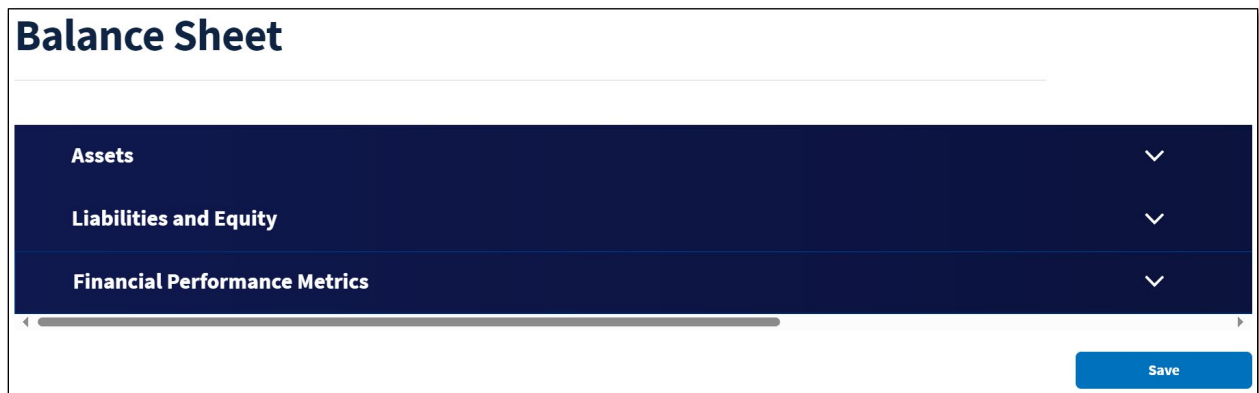 Balance Sheet
Assets
Liabilities and Equity
Financial Performance Metrics
Save